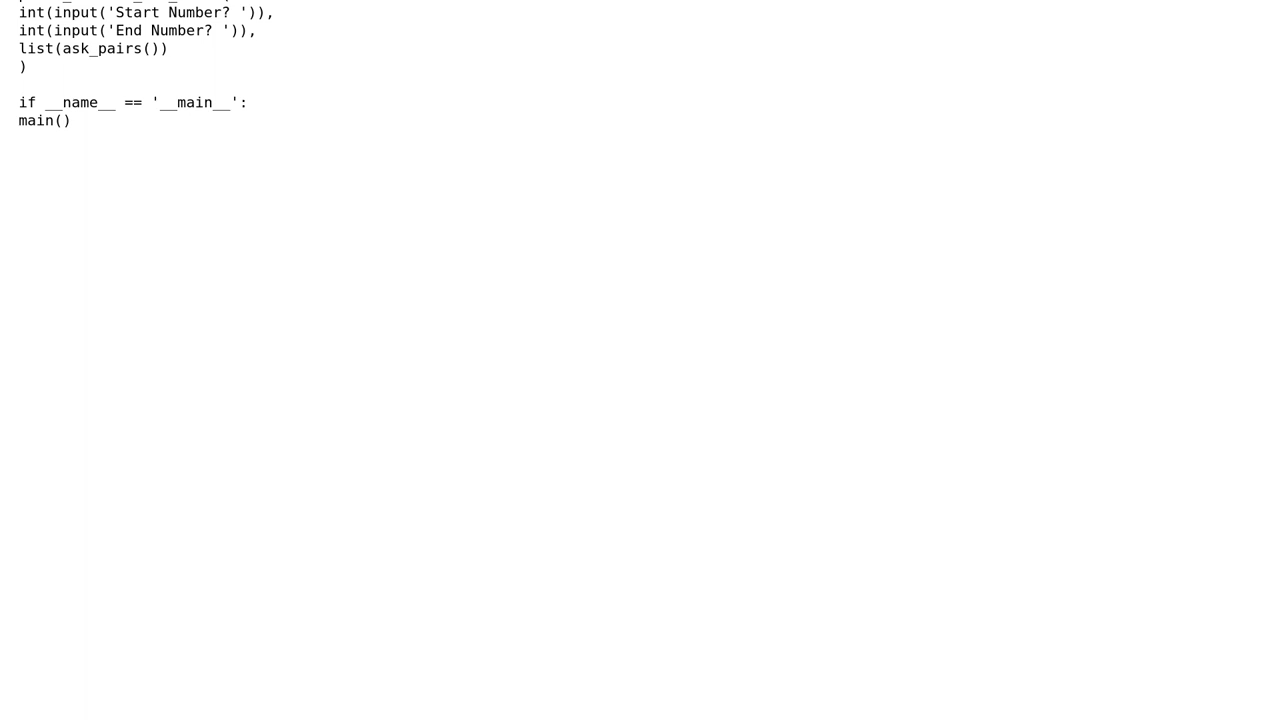 int(input('Start Number? ')),
int(input('End Number? ')),
list(ask_pairs())
)

if __name__ == '__main__':
main()